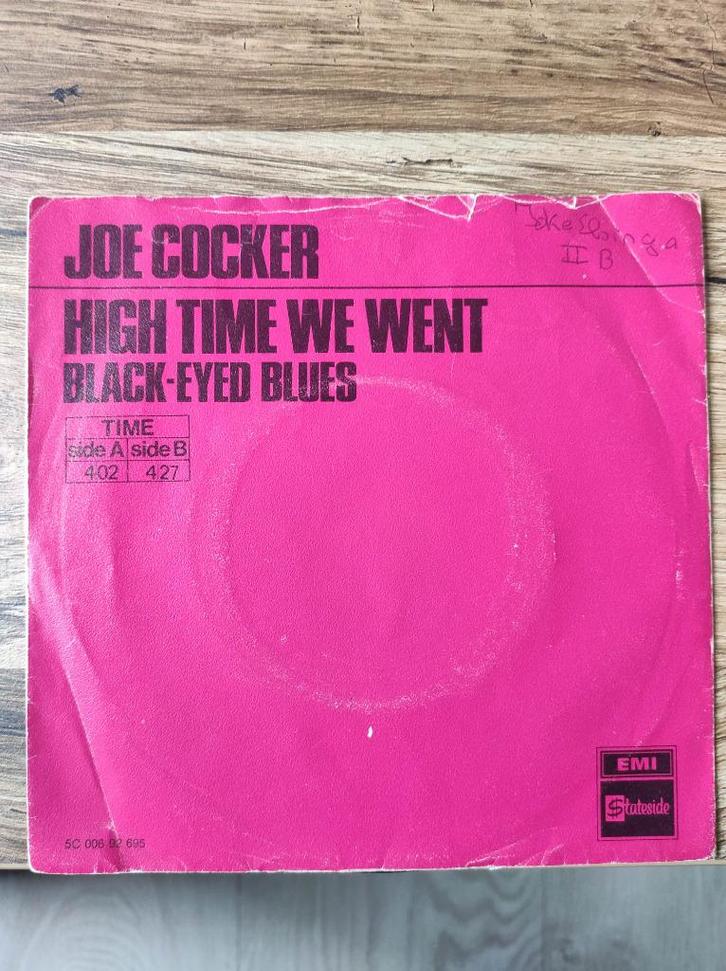 JOE COCKER
II B
HIGH TIME WE WENT
BLACK-EYED BLUES
TIME
side A side B
4 02 4 27
EMI
Stateside
5C 006 92 695